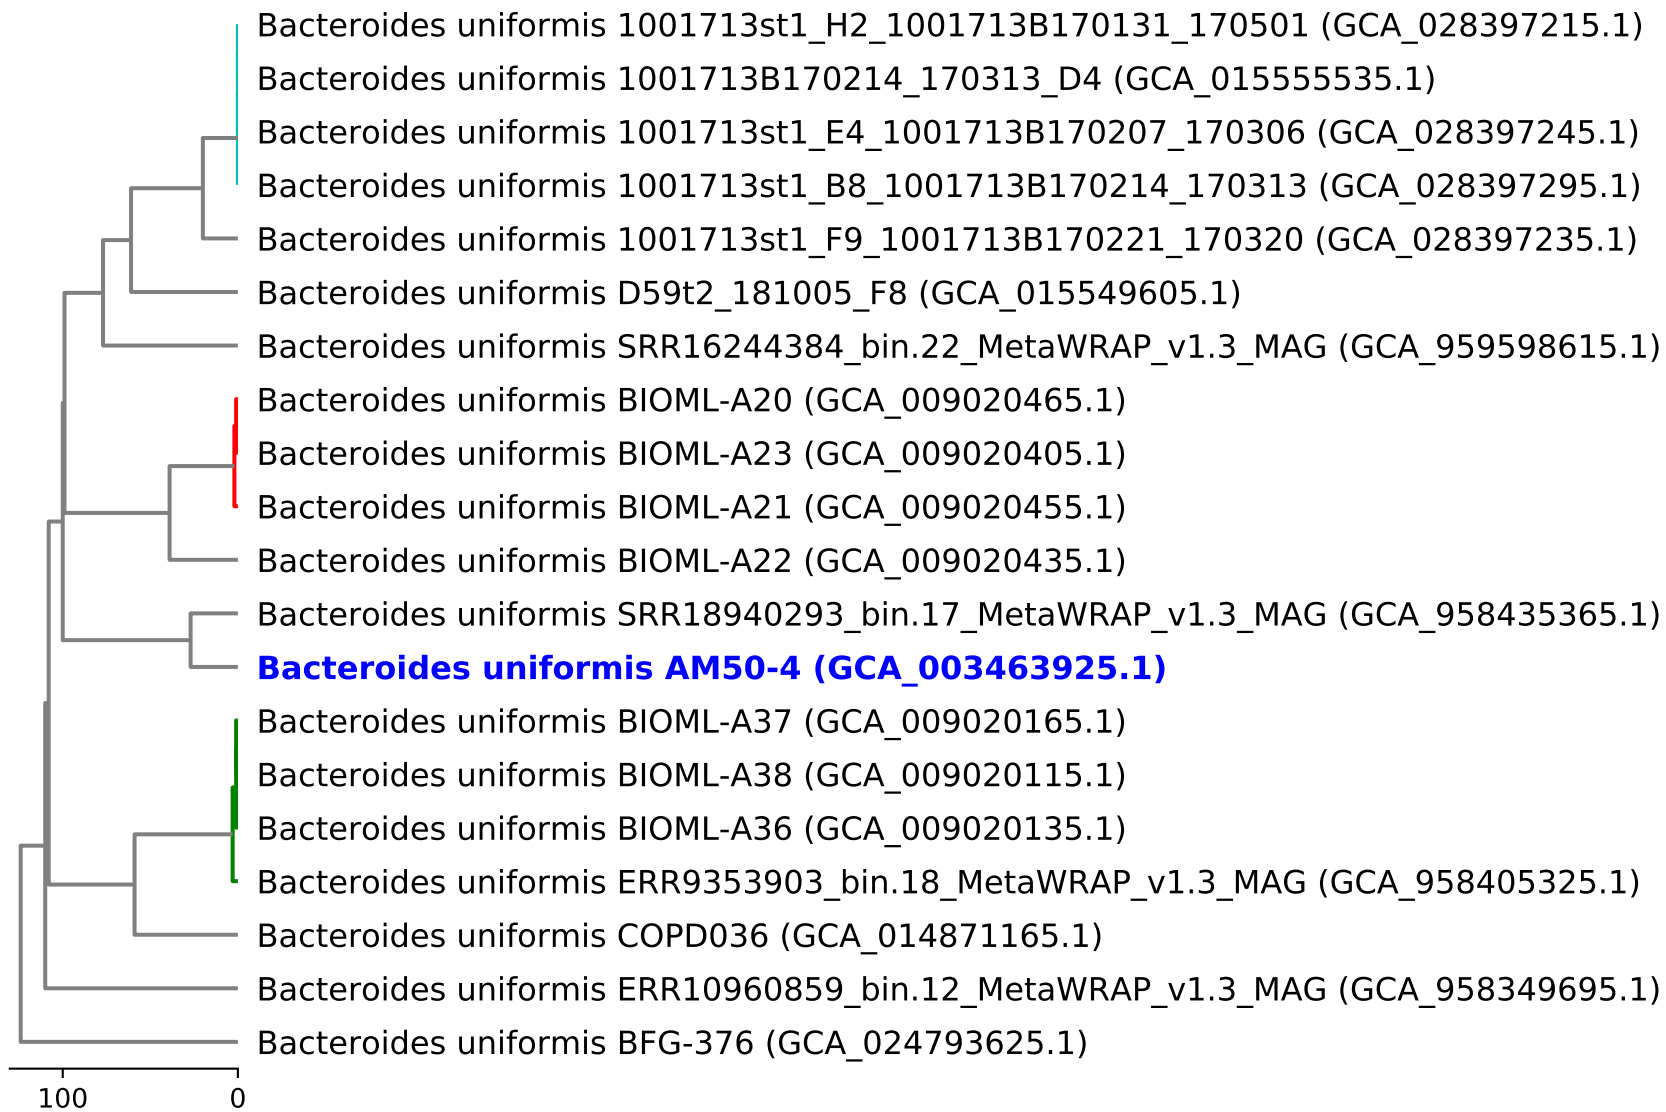 Bacteroides uniformis 1001713st1_H2_1001713B170131_170501 (GCA_028397215.1)
Bacteroides uniformis 1001713B170214_170313_D4 (GCA_015555535.1)
Bacteroides uniformis 1001713st1_E4_1001713B170207_170306 (GCA_028397245.1)
Bacteroides uniformis 1001713st1_B8_1001713B170214_170313 (GCA_028397295.1)
Bacteroides uniformis 1001713st1_F9_1001713B170221_170320 (GCA_028397235.1)
Bacteroides uniformis D59t2_181005_F8 (GCA_015549605.1)
Bacteroides uniformis SRR16244384_bin.22_MetaWRAP_v1.3_MAG (GCA_959598615.1)
Bacteroides uniformis BIOML-A20 (GCA_009020465.1)
Bacteroides uniformis BIOML-A23 (GCA_009020405.1)
Bacteroides uniformis BIOML-A21 (GCA_009020455.1)
Bacteroides uniformis BIOML-A22 (GCA_009020435.1)
Bacteroides uniformis SRR18940293_bin.17_MetaWRAP_v1.3_MAG (GCA_958435365.1)
Bacteroides uniformis AM50-4 (GCA_003463925.1)
Bacteroides uniformis BIOML-A37 (GCA_009020165.1)
Bacteroides uniformis BIOML-A38 (GCA_009020115.1)
Bacteroides uniformis BIOML-A36 (GCA_009020135.1)
Bacteroides uniformis ERR9353903_bin.18_MetaWRAP_v1.3_MAG (GCA_958405325.1)
Bacteroides uniformis COPD036 (GCA_014871165.1)
Bacteroides uniformis ERR10960859_bin.12_MetaWRAP_v1.3_MAG (GCA_958349695.1)
Bacteroides uniformis BFG-376 (GCA_024793625.1)
100 0